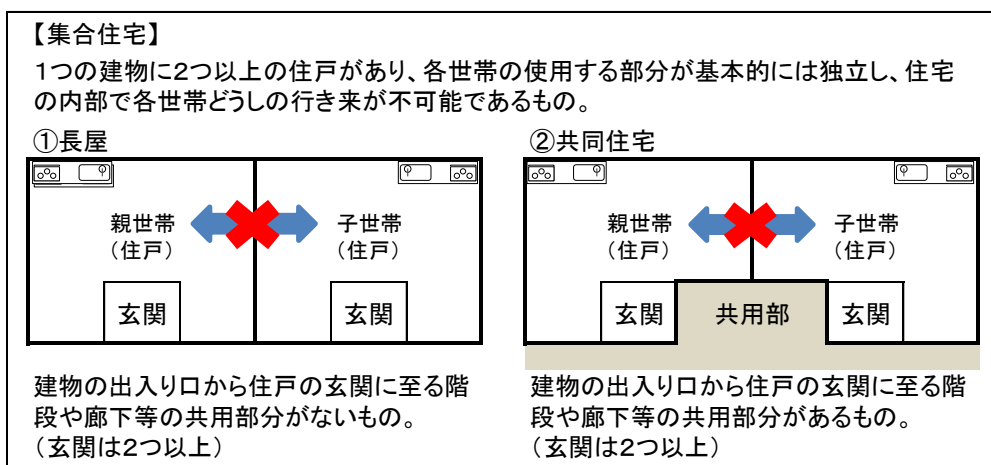 【集合住宅】
１つの建物に２つ以上の住戸があり、各世帯の使用する部分が基本的には独立し、住宅
の内部で各世帯どうしの行き来が不可能であるもの。
①長屋
親世帯
（住戸）
子世帯
（住戸）
玄関
玄関
建物の出入り口から住戸の玄関に至る階
段や廊下等の共用部分がないもの。
（玄関は２つ以上）
②共同住宅
親世帯
（住戸）
子世帯
（住戸）
玄関
共用部
玄関
建物の出入り口から住戸の玄関に至る階
段や廊下等の共用部分があるもの。
（玄関は２つ以上）